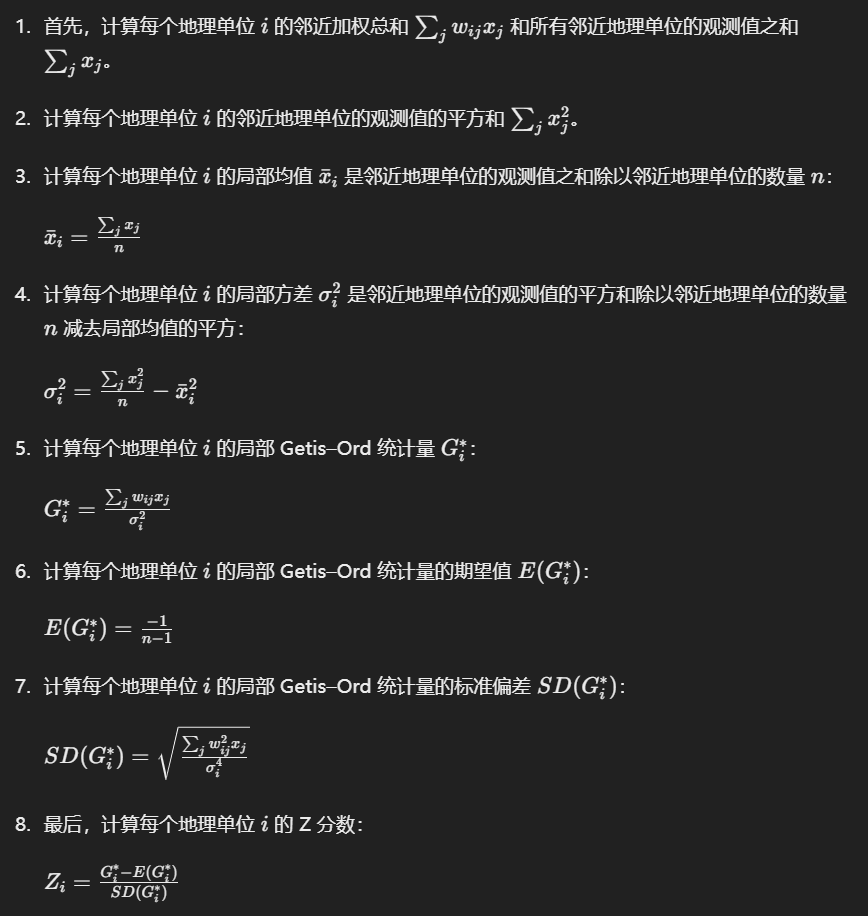 1. 首先，计算每个地理单位 $i$ 的邻近加权总和 $\sum_j w_{ij} x_j$ 和所有邻近地理单位的观测值之和
$\sum_j x_j$。
2. 计算每个地理单位 $i$ 的邻近地理单位的观测值的平方和 $\sum_j x_j^2$。
3. 计算每个地理单位 $i$ 的局部均值 $\bar{x}_i$ 是邻近地理单位的观测值之和除以邻近地理单位的数量 $n$：
$\bar{x}_i = \frac{\sum_j x_j}{n}$
4. 计算每个地理单位 $i$ 的局部方差 $\sigma_i^2$ 是邻近地理单位的观测值的平方和除以邻近地理单位的数量
$n$ 减去局部均值的平方：
$\sigma_i^2 = \frac{\sum_j x_j^2}{n} - \bar{x}_i^2$
5. 计算每个地理单位 $i$ 的局部 Getis–Ord 统计量 $G_i^*$：
$G_i^* = \frac{\sum_j w_{ij} x_j}{\sigma_i^2}$
6. 计算每个地理单位 $i$ 的局部 Getis–Ord 统计量的期望值 $E(G_i^*)$：
$E(G_i^*) = \frac{-1}{n-1}$
7. 计算每个地理单位 $i$ 的局部 Getis–Ord 统计量的标准偏差 $SD(G_i^*)$：
$SD(G_i^*) = \sqrt{\frac{\sum_j w_{ij}^2 x_j}{\sigma_i^4}}$
8. 最后，计算每个地理单位 $i$ 的 Z 分数：
$Z_i = \frac{G_i^* - E(G_i^*)}{SD(G_i^*)}$